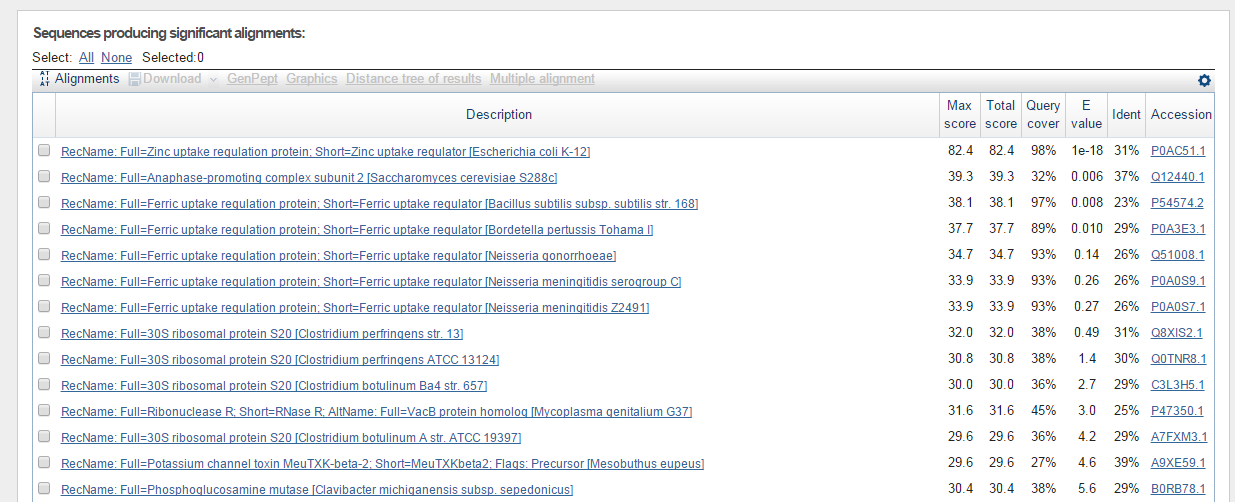 Sequences producing significant alignments:
Select: All None Selected:0
Alignments Download GenPept Graphics Distance tree of results Multiple alignment
Description Max score Total score Query cover E value Ident Accession
RecName: Full=Zinc uptake regulation protein; Short=Zinc uptake regulator [Escherichia coli K-12] 82.4 82.4 98% 1e-18 31% P0AC51.1
RecName: Full=Anaphase-promoting complex subunit 2 [Saccharomyces cerevisiae S288c] 39.3 39.3 32% 0.006 37% Q12440.1
RecName: Full=Ferric uptake regulation protein; Short=Ferric uptake regulator [Bacillus subtilis subsp. subtilis str. 168] 38.1 38.1 97% 0.008 23% P54574.2
RecName: Full=Ferric uptake regulation protein; Short=Ferric uptake regulator [Bordetella pertussis Tohama I] 37.7 37.7 89% 0.010 29% P0A3E3.1
RecName: Full=Ferric uptake regulation protein; Short=Ferric uptake regulator [Neisseria gonorrhoeae] 34.7 34.7 93% 0.14 26% Q51008.1
RecName: Full=Ferric uptake regulation protein; Short=Ferric uptake regulator [Neisseria meningitidis serogroup C] 33.9 33.9 93% 0.26 26% P0A0S9.1
RecName: Full=Ferric uptake regulation protein; Short=Ferric uptake regulator [Neisseria meningitidis Z2491] 33.9 33.9 93% 0.27 26% P0A0S7.1
RecName: Full=30S ribosomal protein S20 [Clostridium perfringens str. 13] 32.0 32.0 38% 0.49 31% Q8XIS2.1
RecName: Full=30S ribosomal protein S20 [Clostridium perfringens ATCC 13124] 30.8 30.8 38% 1.4 30% Q0TNR8.1
RecName: Full=30S ribosomal protein S20 [Clostridium botulinum Ba4 str. 657] 30.0 30.0 36% 2.7 29% C3L3H5.1
RecName: Full=Ribonuclease R; Short=RNase R; AltName: Full=VacB protein homolog [Mycoplasma genitalium G37] 31.6 31.6 45% 3.0 25% P47350.1
RecName: Full=30S ribosomal protein S20 [Clostridium botulinum A str. ATCC 19397] 29.6 29.6 36% 4.2 29% A7FXM3.1
RecName: Full=Potassium channel toxin MeuTXK-beta-2; Short=MeuTXKbeta2; Flags: Precursor [Mesobuthus eupeus] 29.6 29.6 27% 4.6 39% A9XE59.1
RecName: Full=Phosphoglucosamine mutase [Clavibacter michiganensis subsp. sepedonicus] 30.4 30.4 38% 5.6 29% B0RB78.1